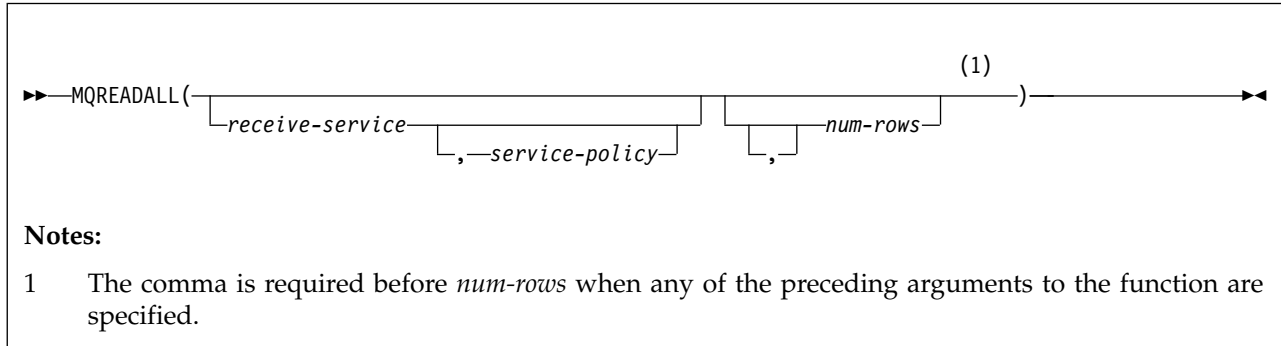 (1)
MQREADALL( )
receive-service num-rows
, service-policy ,
Notes:
1 The comma is required before num-rows when any of the preceding arguments to the function are
specified.